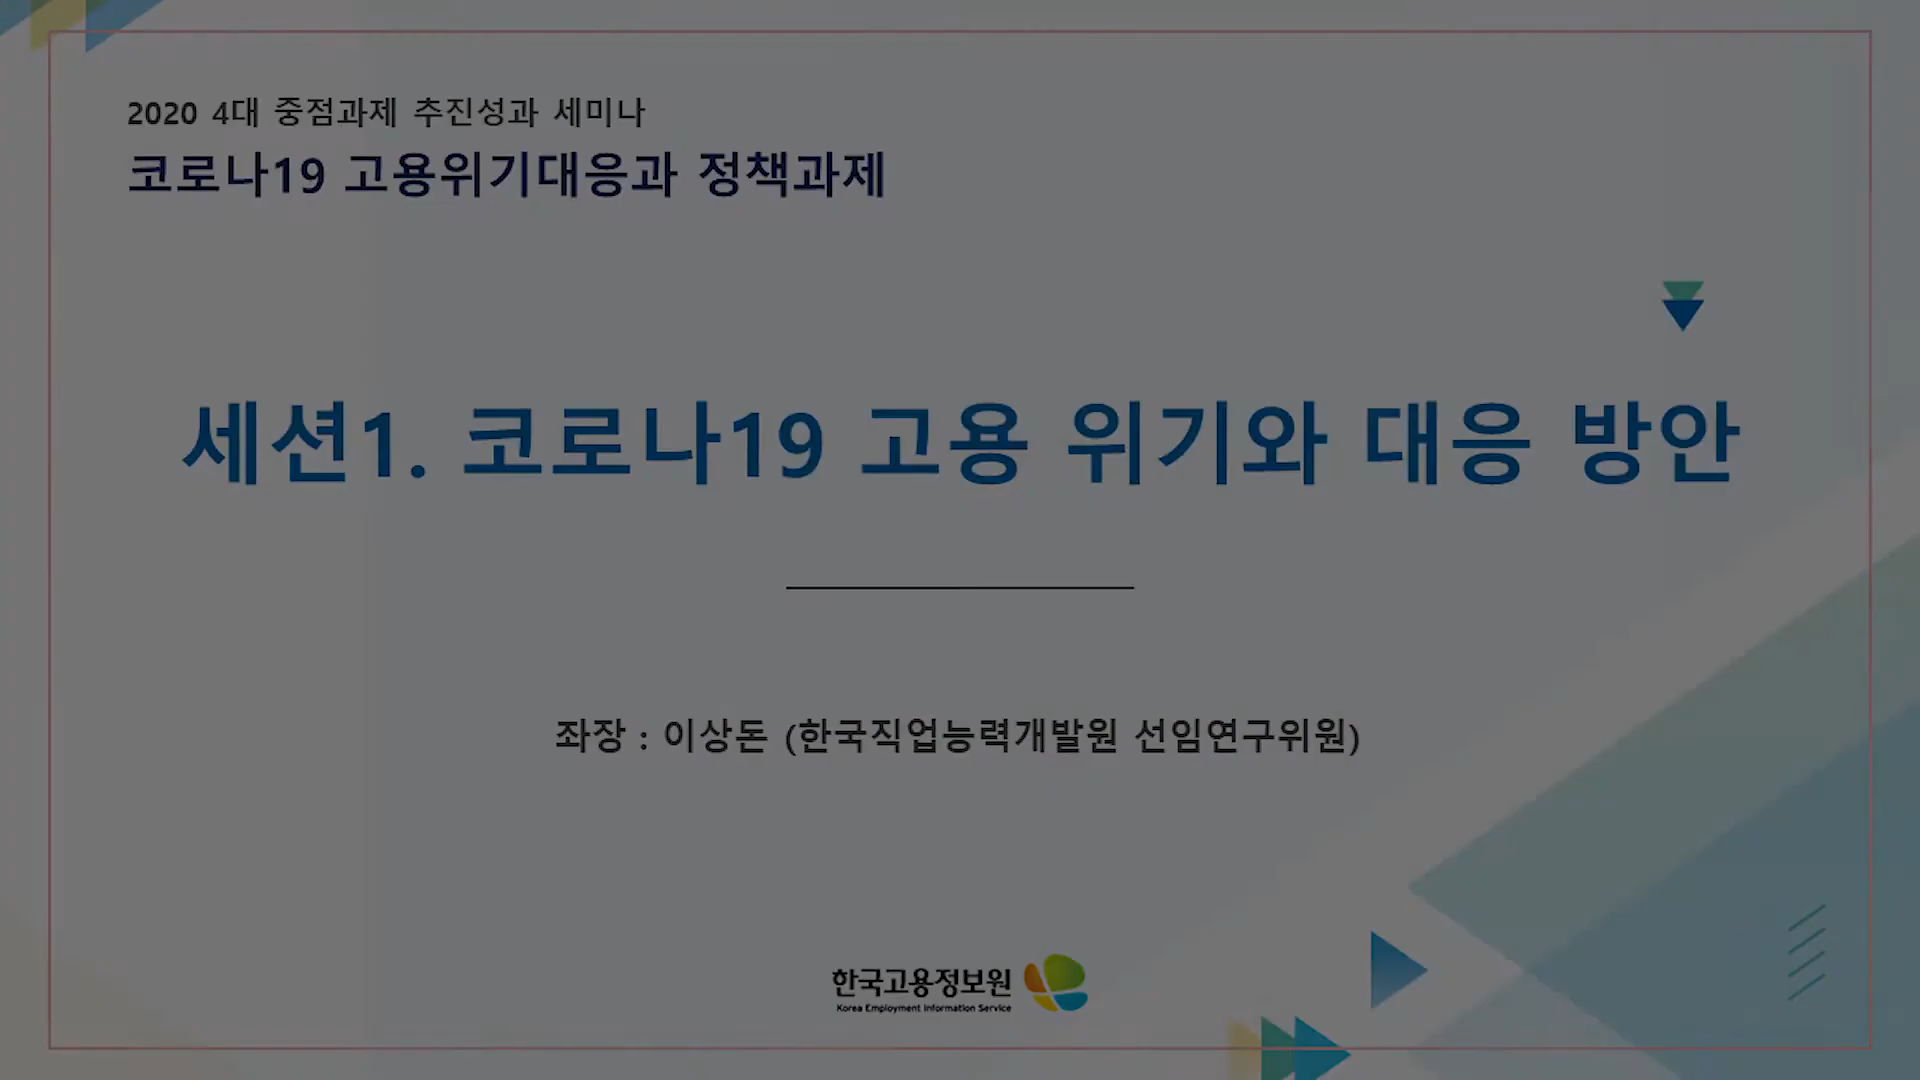 2020 4대 중점과제 추진성과 세미나
코로나19 고용위기대응과 정책과제
세션1. 코로나19 고용 위기와 대응 방안
좌장 : 이상돈 (한국직업능력개발원 선임연구위원)
한국고용정보원
Korea Employment Information Service